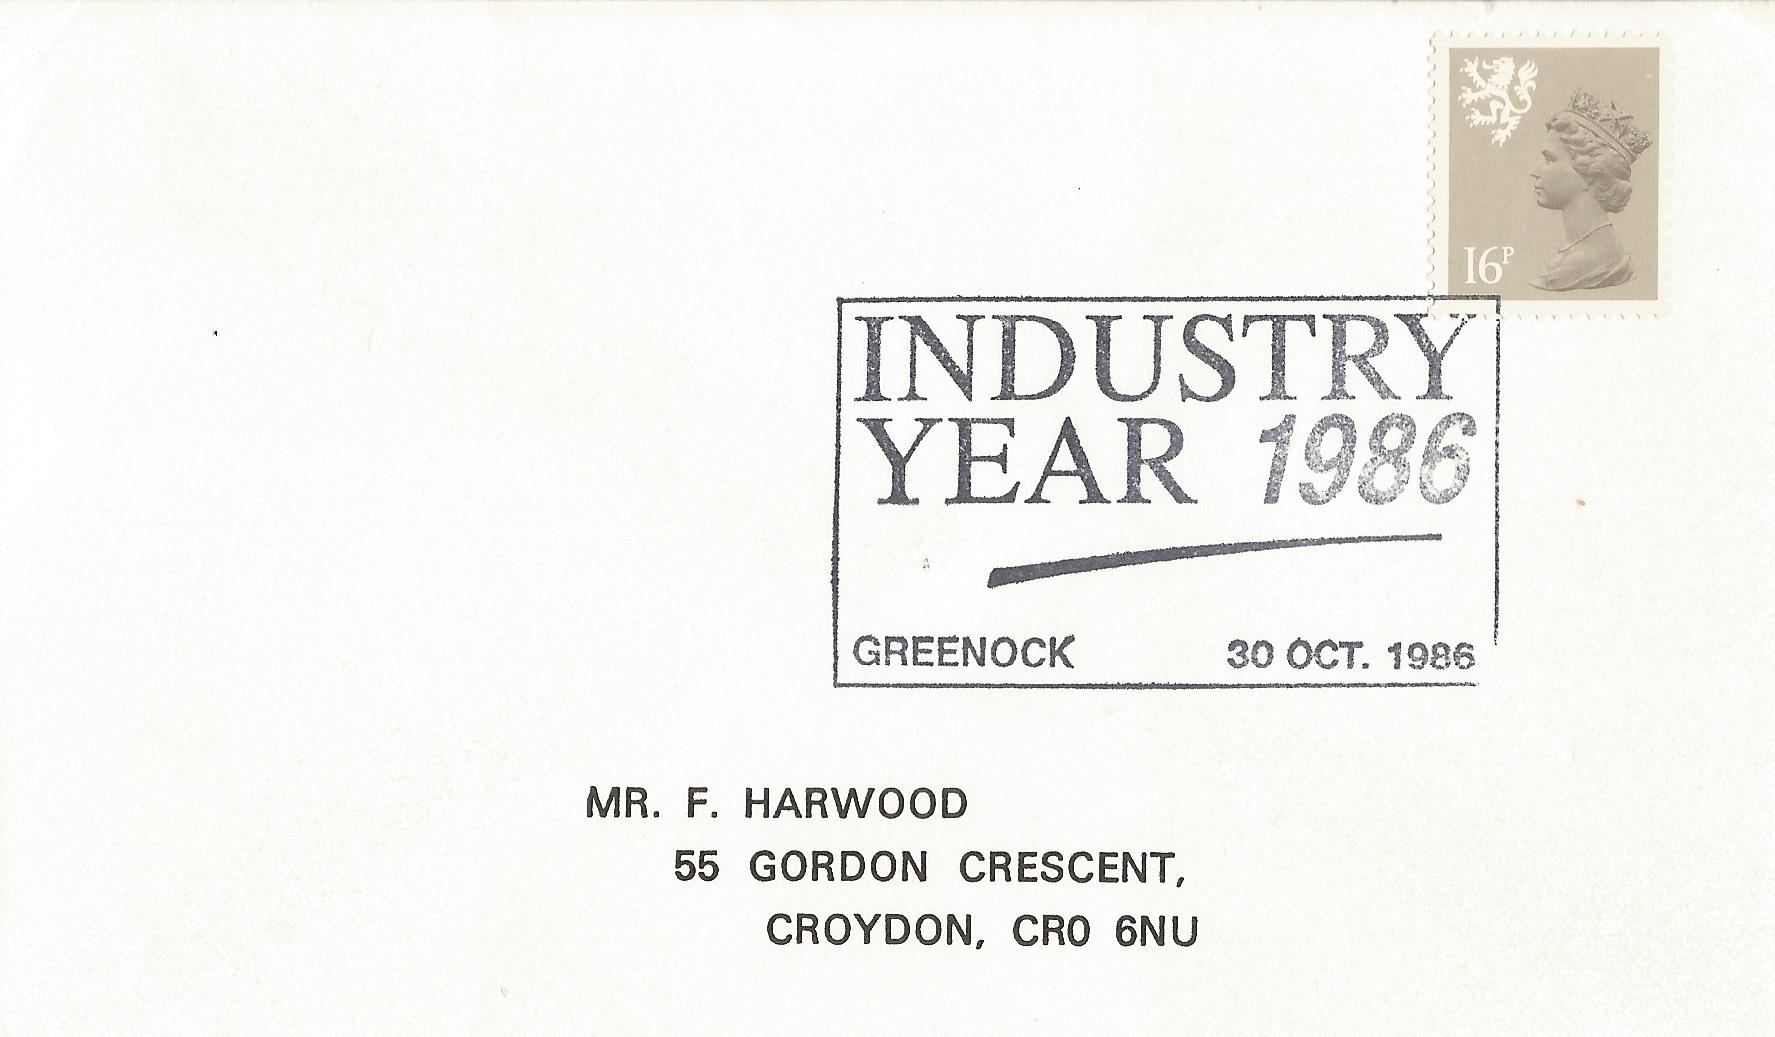 16P
INDUSTRY
YEAR 1986
GREENOCK 30 OCT. 1986
MR. F. HARWOOD
55 GORDON CRESCENT,
CROYDON, CR0 6NU